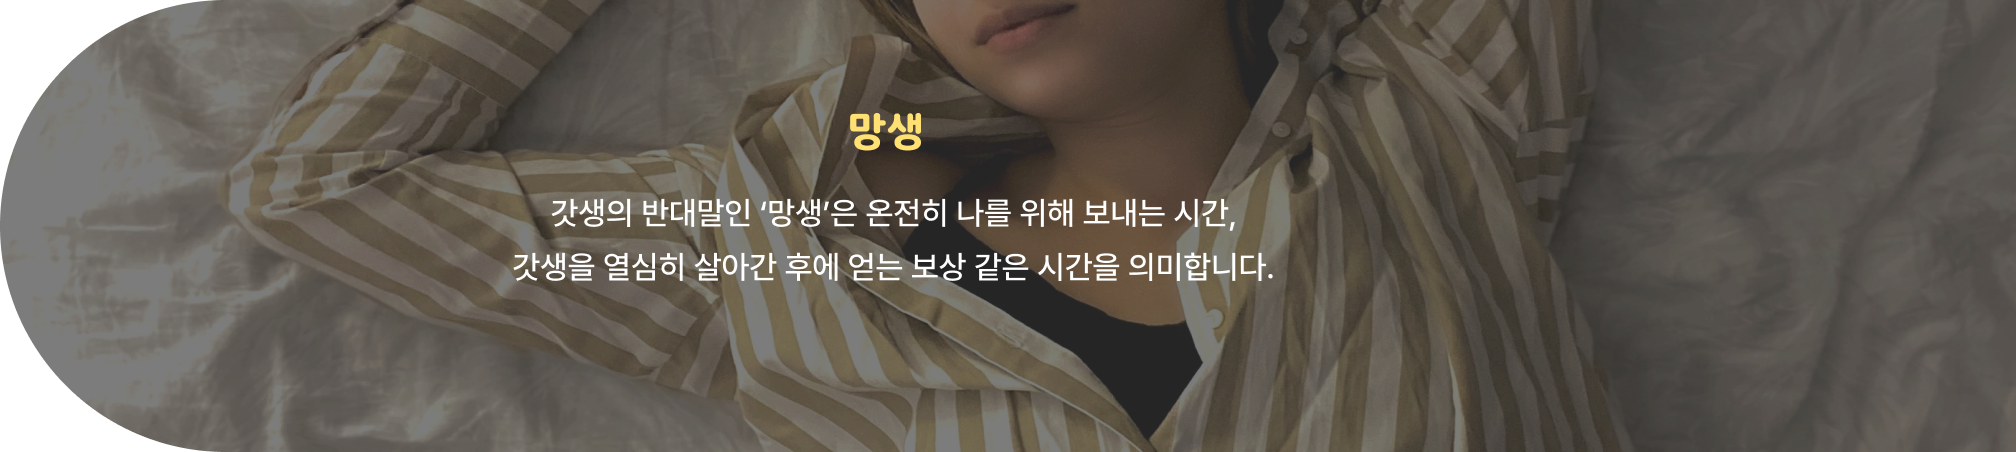 망생
갓생의 반대말인 ‘망생’은 온전히 나를 위해 보내는 시간,
갓생을 열심히 살아간 후에 얻는 보상 같은 시간을 의미합니다.